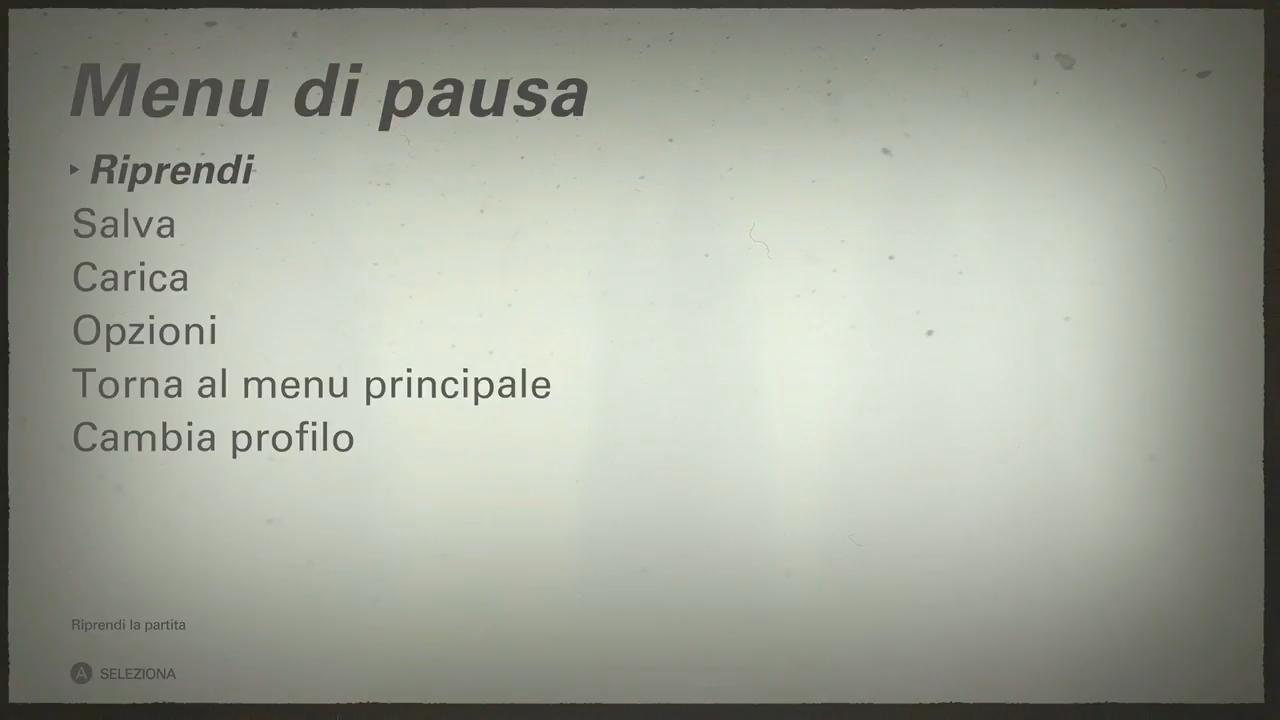 Menu di pausa
Riprendi
Salva
Carica
Opzioni
Torna al menu principale
Cambia profilo
Riprendi la partita
A SELEZIONA